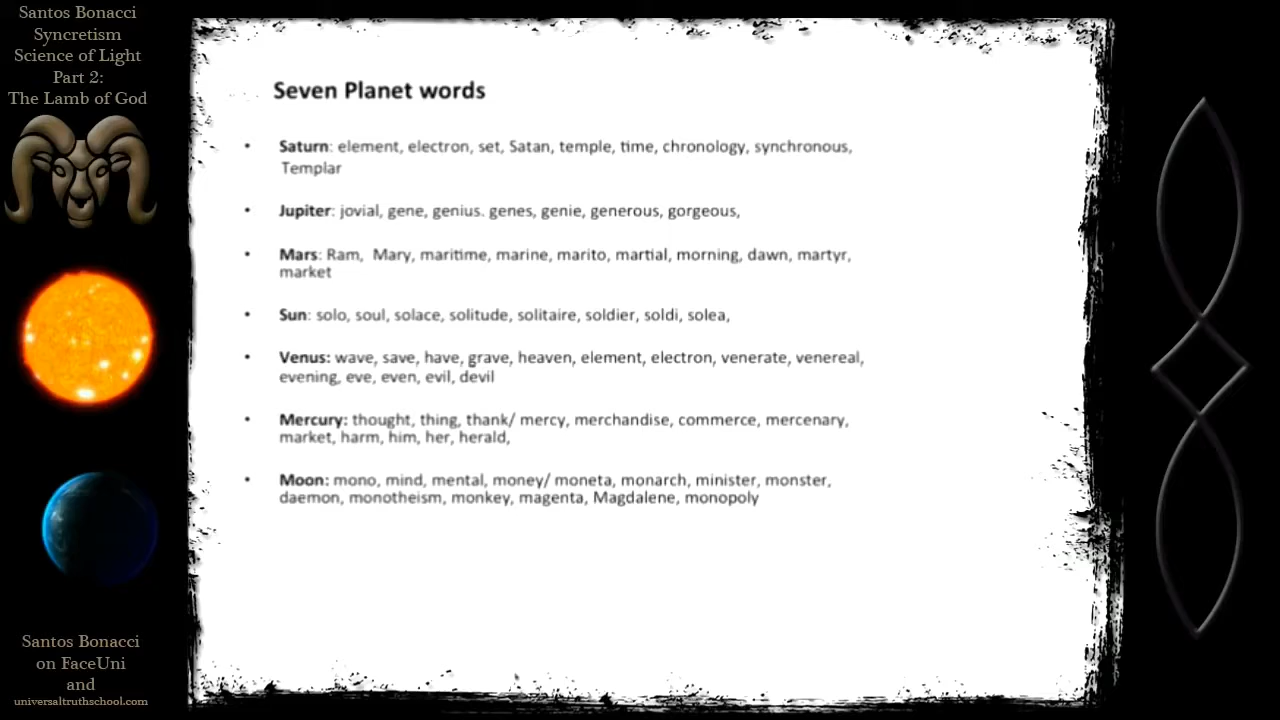 Santos Bonacci
Syncretism
Science of Light
Part 2:
The Lamb of God
Seven Planet words
• Saturn: element, electron, set, Satan, temple, time, chronology, synchronous,
Templar
• Jupiter: jovial, gene, genius. genes, genie, generous, gorgeous,
• Mars: Ram, Mary, maritime, marine, marito, martial, morning, dawn, martyr,
market
• Sun: solo, soul, solace, solitude, solitaire, soldier, soldi, solea,
• Venus: wave, save, have, grave, heaven, element, electron, venerate, venereal,
evening, eve, even, evil, devil
• Mercury: thought, thing, thank/ mercy, merchandise, commerce, mercenary,
market, harm, him, her, herald,
• Moon: mono, mind, mental, money/ moneta, monarch, minister, monster,
daemon, monotheism, monkey, magenta, Magdalene, monopoly
Santos Bonacci
on FaceUni
and
universaltruthschool.com